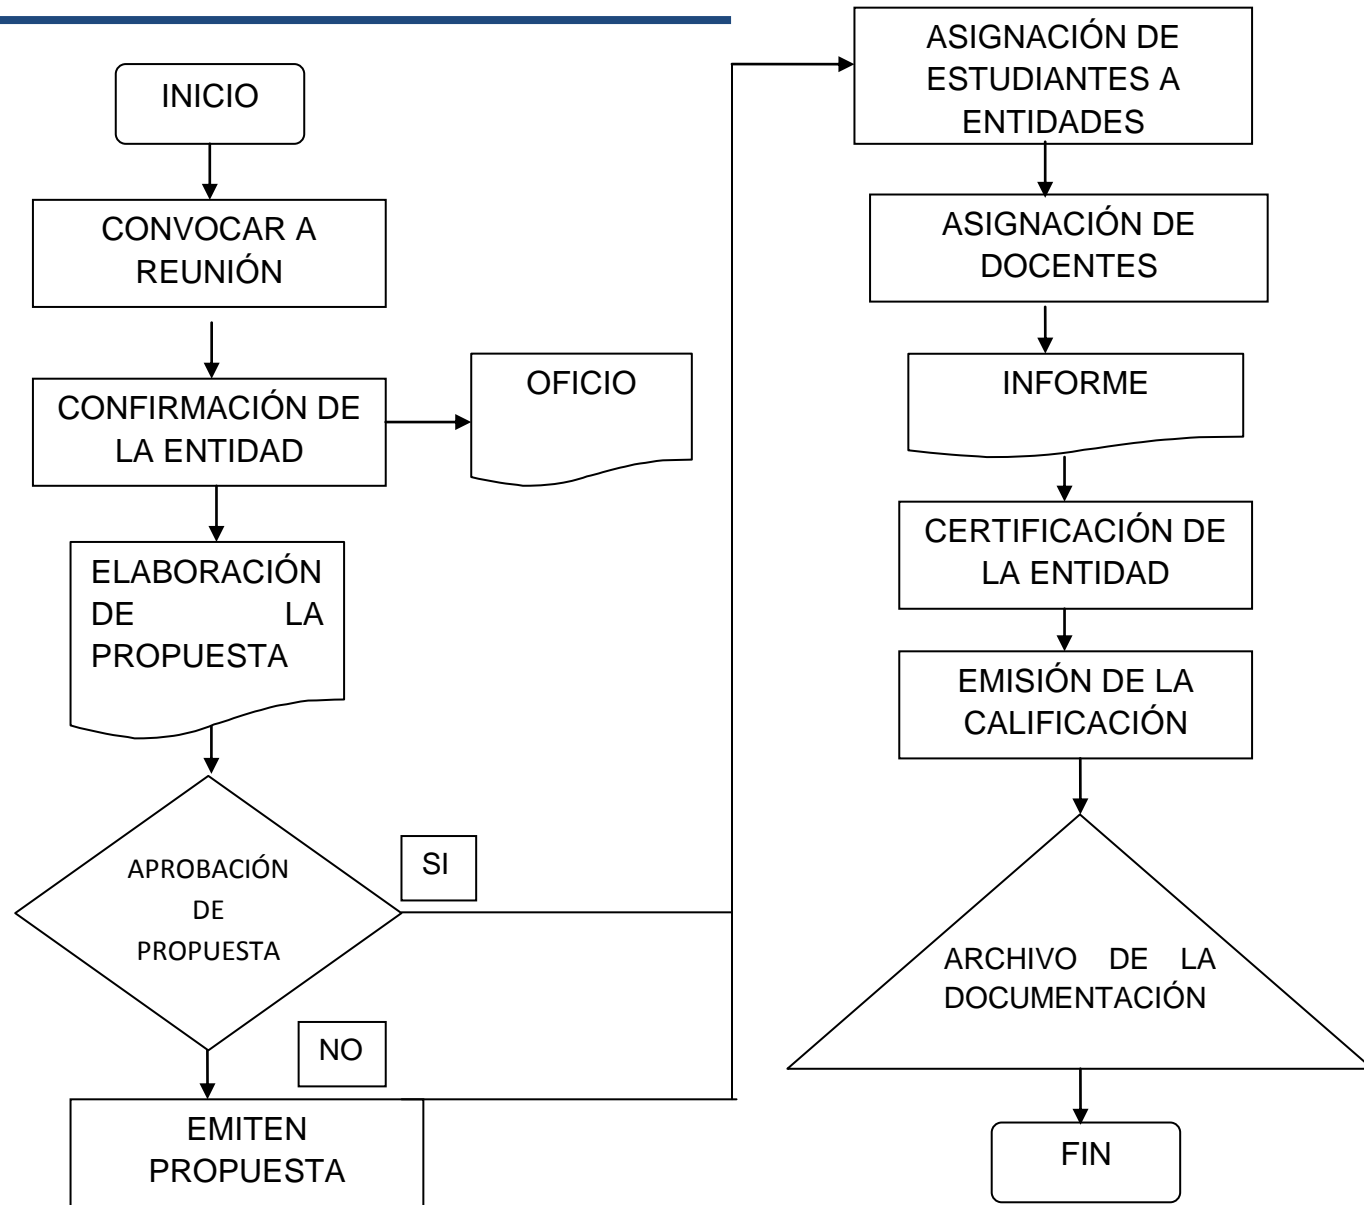 INICIO
CONVOCAR A
REUNIÓN
CONFIRMACIÓN DE
LA ENTIDAD
OFICIO
ELABORACIÓN
DE LA
PROPUESTA
APROBACIÓN
DE
PROPUESTA
SI
NO
EMITEN
PROPUESTA
ASIGNACIÓN DE
ESTUDIANTES A
ENTIDADES
ASIGNACIÓN DE
DOCENTES
INFORME
CERTIFICACIÓN DE
LA ENTIDAD
EMISIÓN DE LA
CALIFICACIÓN
ARCHIVO DE LA
DOCUMENTACIÓN
FIN